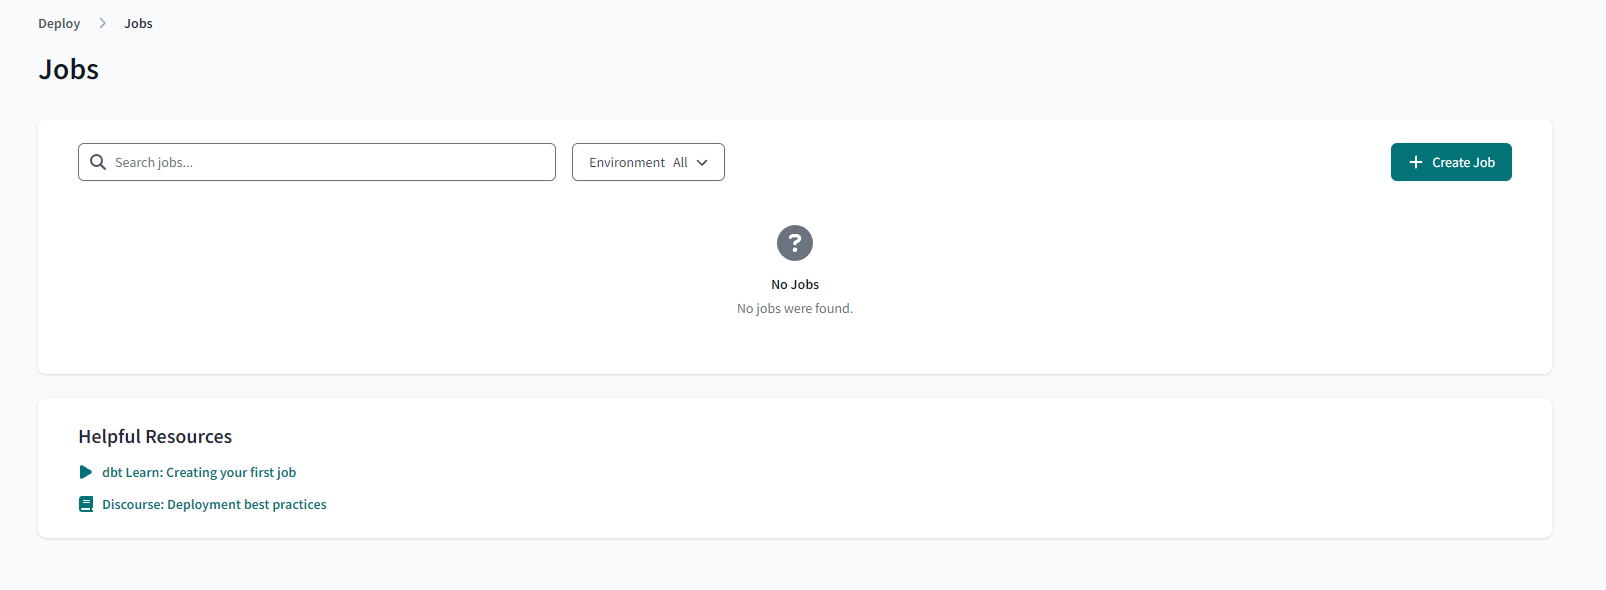 Deploy > Jobs
Jobs
Search jobs... Environment All + Create Job
?
No Jobs
No jobs were found.
Helpful Resources
dbt Learn: Creating your first job
Discourse: Deployment best practices